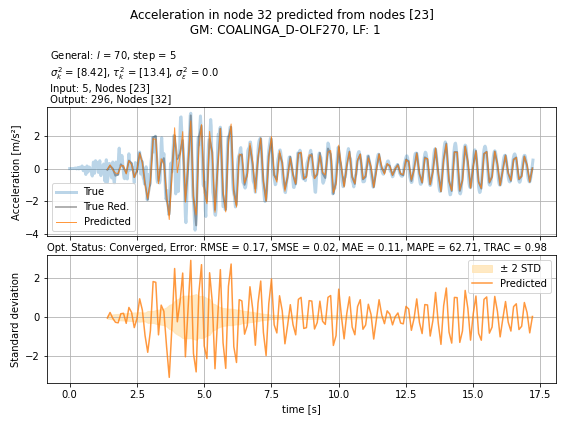 Acceleration in node 32 predicted from nodes [23]
GM: COALINGA_D-OLF270, LF: 1
General: l = 70, step = 5
σ²ₖ = [8.42], τ²ₖ = [13.4], σ²ε = 0.0
Input: 5, Nodes [23]
Output: 296, Nodes [32]
Acceleration [m/s²]
2
0
−2
−4
True
True Red.
Predicted
Opt. Status: Converged, Error: RMSE = 0.17, SMSE = 0.02, MAE = 0.11, MAPE = 62.71, TRAC = 0.98
Standard deviation
2
0
−2
± 2 STD
Predicted
0.0 2.5 5.0 7.5 10.0 12.5 15.0 17.5
time [s]